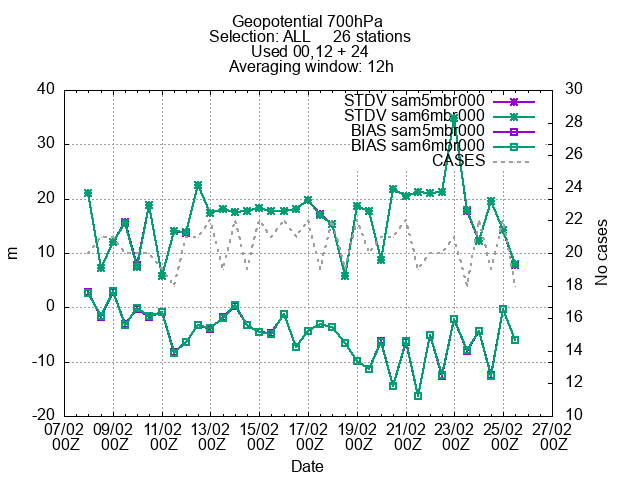 Geopotential 700hPa
Selection: ALL 26 stations
Used 00,12 + 24
Averaging window: 12h
40
30
20
10
0
-10
-20
m
30
28
26
24
22
20
18
16
14
12
10
No cases
STDV sam5mbr000
STDV sam6mbr000
BIAS sam5mbr000
BIAS sam6mbr000
CASES
07/02 09/02 11/02 13/02 15/02 17/02 19/02 21/02 23/02 25/02 27/02
00Z 00Z 00Z 00Z 00Z 00Z 00Z 00Z 00Z 00Z 00Z
Date